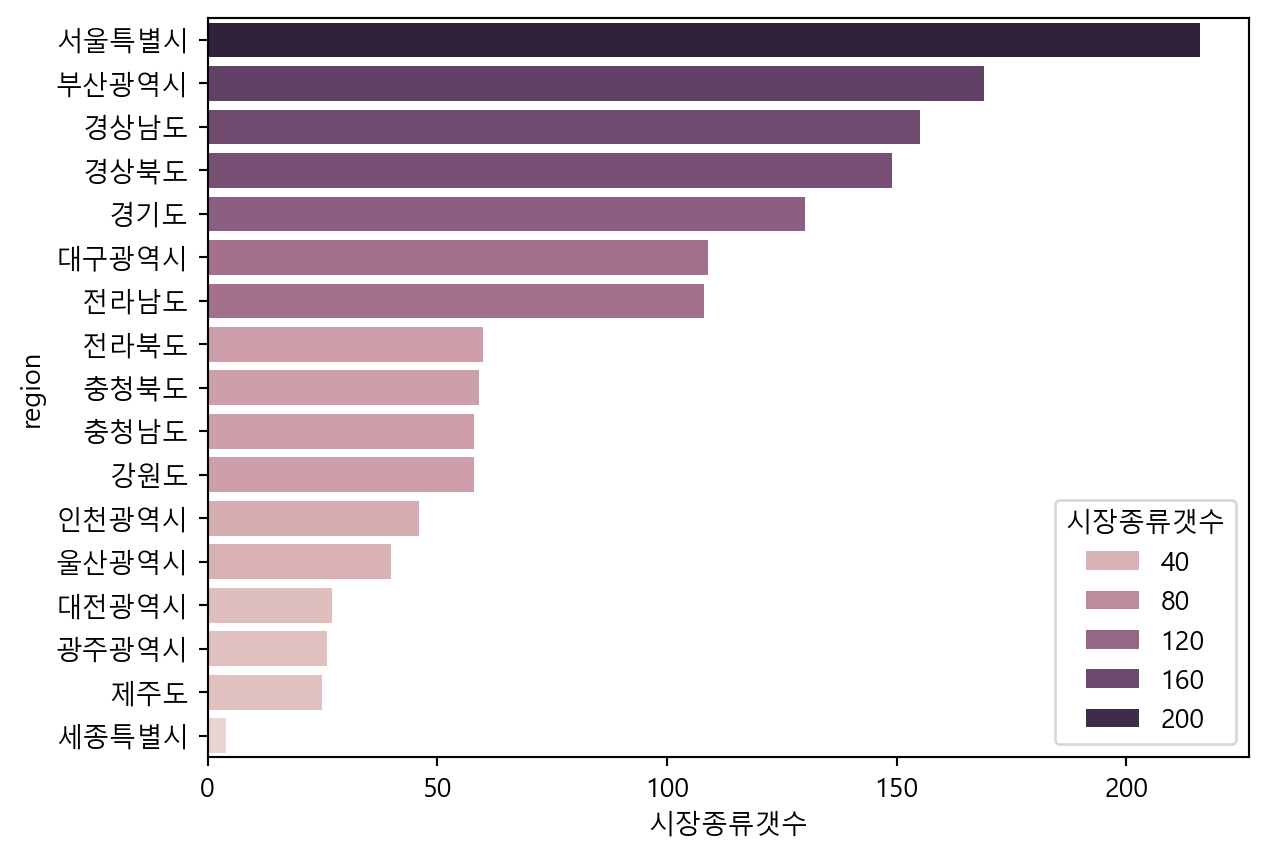 서울특별시
부산광역시
경상남도
경상북도
경기도
대구광역시
전라남도
전라북도
충청북도
충청남도
강원도
인천광역시
울산광역시
대전광역시
광주광역시
제주도
세종특별시
region
0 50 100 150 200
시장종류갯수
시장종류갯수
40
80
120
160
200